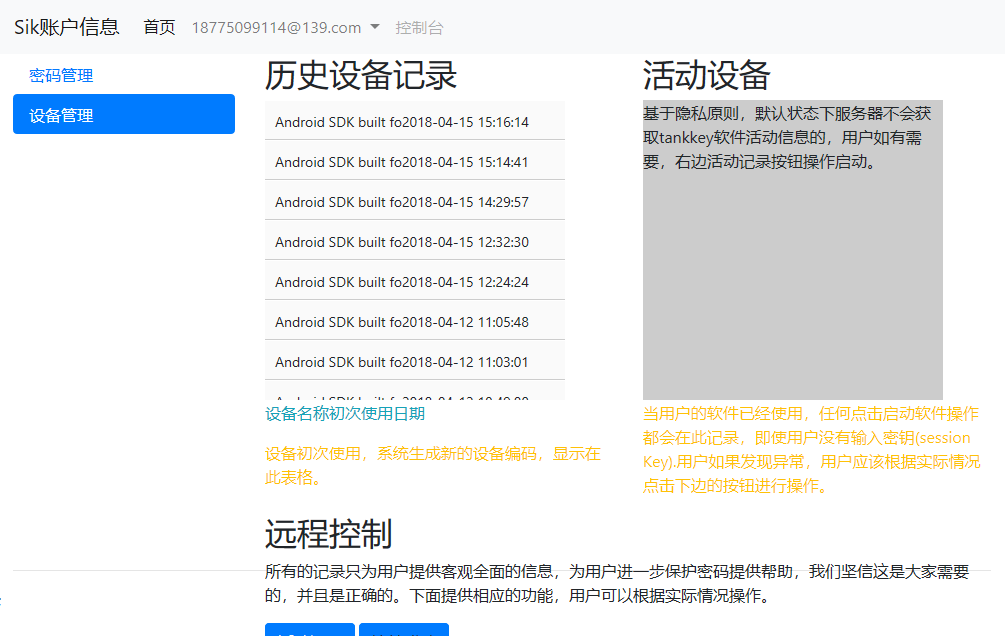 Sik账户信息 首页 18775099114@139.com 控制台
密码管理
设备管理
历史设备记录
Android SDK built fo2018-04-15 15:16:14
Android SDK built fo2018-04-15 15:14:41
Android SDK built fo2018-04-15 14:29:57
Android SDK built fo2018-04-15 12:32:30
Android SDK built fo2018-04-15 12:24:24
Android SDK built fo2018-04-12 11:05:48
Android SDK built fo2018-04-12 11:03:01
设备名称初次使用日期
设备初次使用，系统生成新的设备编码，显示在
此表格。
活动设备
基于隐私原则，默认状态下服务器不会获
取tankkey软件活动信息的，用户如有需
要，右边活动记录按钮操作启动。
当用户的软件已经使用，任何点击启动软件操作
都会在此记录，即使用户没有输入密钥(session
Key).用户如果发现异常，用户应该根据实际情况
点击下边的按钮进行操作。
远程控制
所有的记录只为用户提供客观全面的信息，为用户进一步保护密码提供帮助，我们坚信这是大家需要
的，并且是正确的。下面提供相应的功能，用户可以根据实际情况操作。